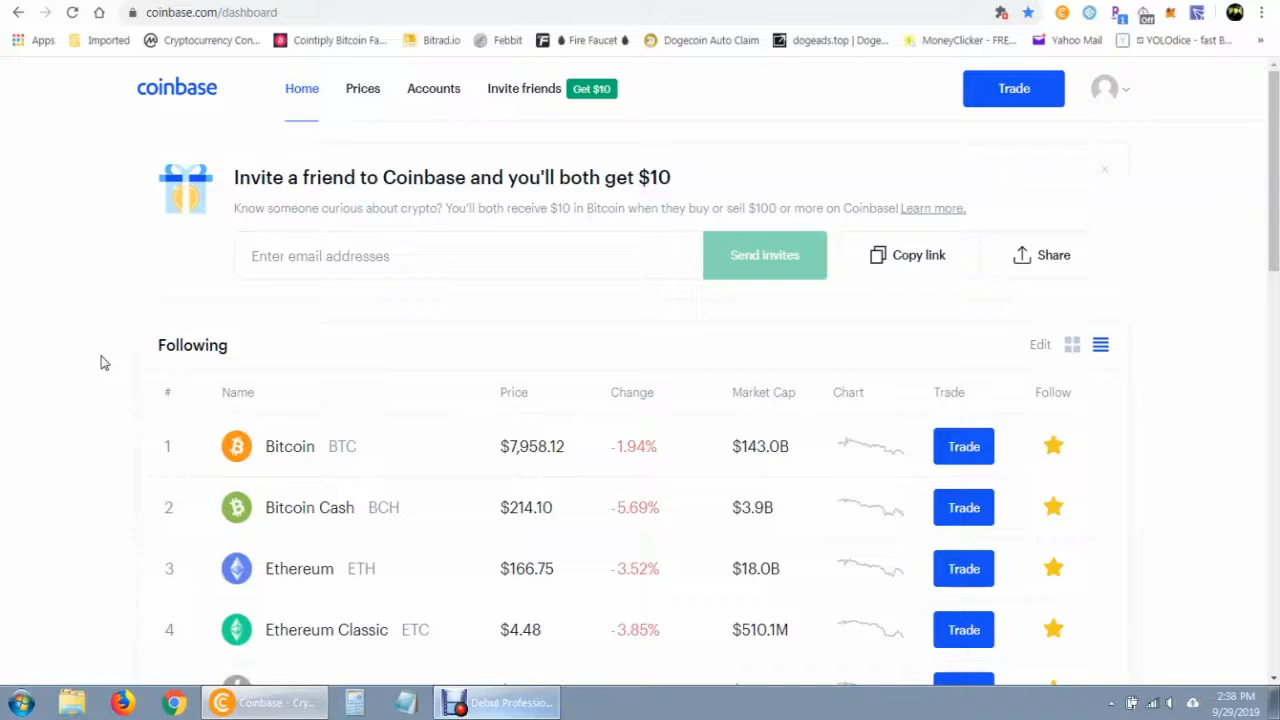 coinbase.com/dashboard
1 Off
Apps Imported Cryptocurrency Con... Cointiply Bitcoin Fa... Bitrad.io Febbit Fire Faucet Dogecoin Auto Claim dogeads.top | Doge... MoneyClicker - FRE... Yahoo Mail YOLOdice - fast B... »
coinbase Home Prices Accounts Invite friends Get $10 Trade
Invite a friend to Coinbase and you'll both get $10
Know someone curious about crypto? You'll both receive $10 in Bitcoin when they buy or sell $100 or more on Coinbase! Learn more.
Enter email addresses Send Invites Copy link Share
Following Edit
# Name Price Change Market Cap Chart Trade Follow
1 Bitcoin BTC $7,958.12 -1.94% $143.0B Trade
2 Bitcoin Cash BCH $214.10 -5.69% $3.9B Trade
3 Ethereum ETH $166.75 -3.52% $18.0B Trade
4 Ethereum Classic ETC $4.48 -3.85% $510.1M Trade
Coinbase - Cry... Debut Professio... 2:38 PM
9/29/2019